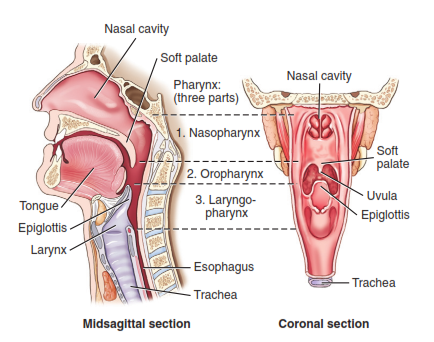 Nasal cavity
Soft palate
Pharynx:
(three parts)
1. Nasopharynx
2. Oropharynx
3. Laryngo-
pharynx
Tongue
Epiglottis
Larynx
Esophagus
Trachea
Midsagittal section
Nasal cavity
Soft
palate
Uvula
Epiglottis
Trachea
Coronal section